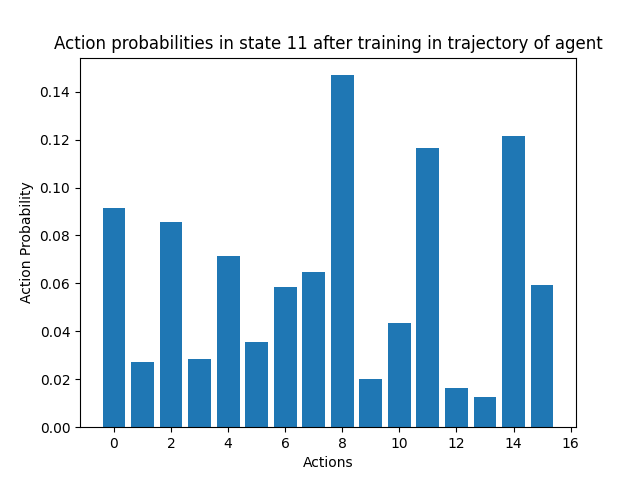 Action probabilities in state 11 after training in trajectory of agent
0.14
0.12
0.10
0.08
0.06
0.04
0.02
0.00
Action Probability
0 2 4 6 8 10 12 14 16
Actions